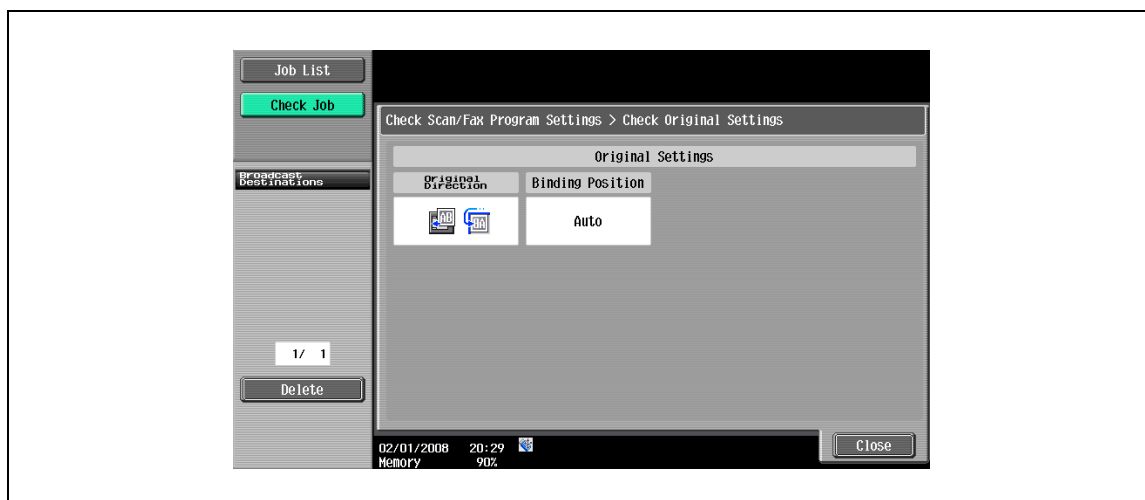 Job List
Check Job
Check Scan/Fax Program Settings > Check Original Settings
Original Settings
Broadcast
Destinations
Original
Direction
Binding Position
AB
Auto
1/ 1
Delete
02/01/2008 20:29
Memory 90%
Close